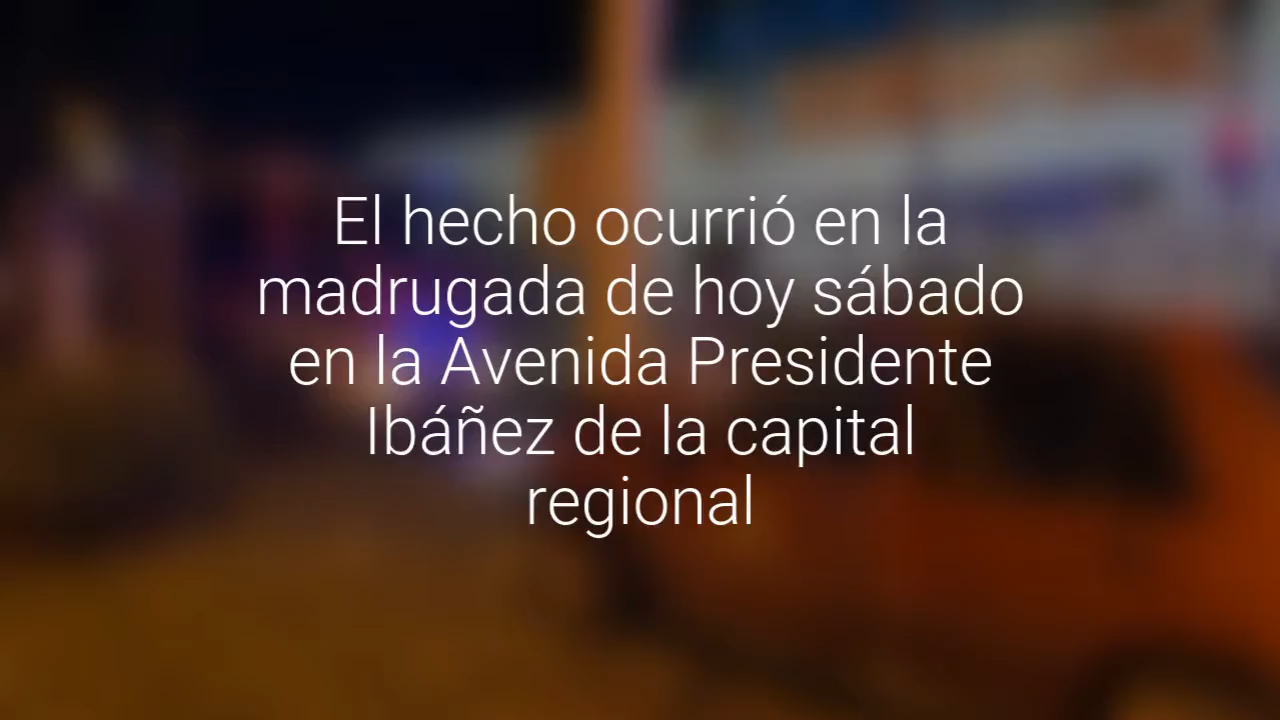 El hecho ocurrió en la
madrugada de hoy sábado
en la Avenida Presidente
Ibáñez de la capital
regional